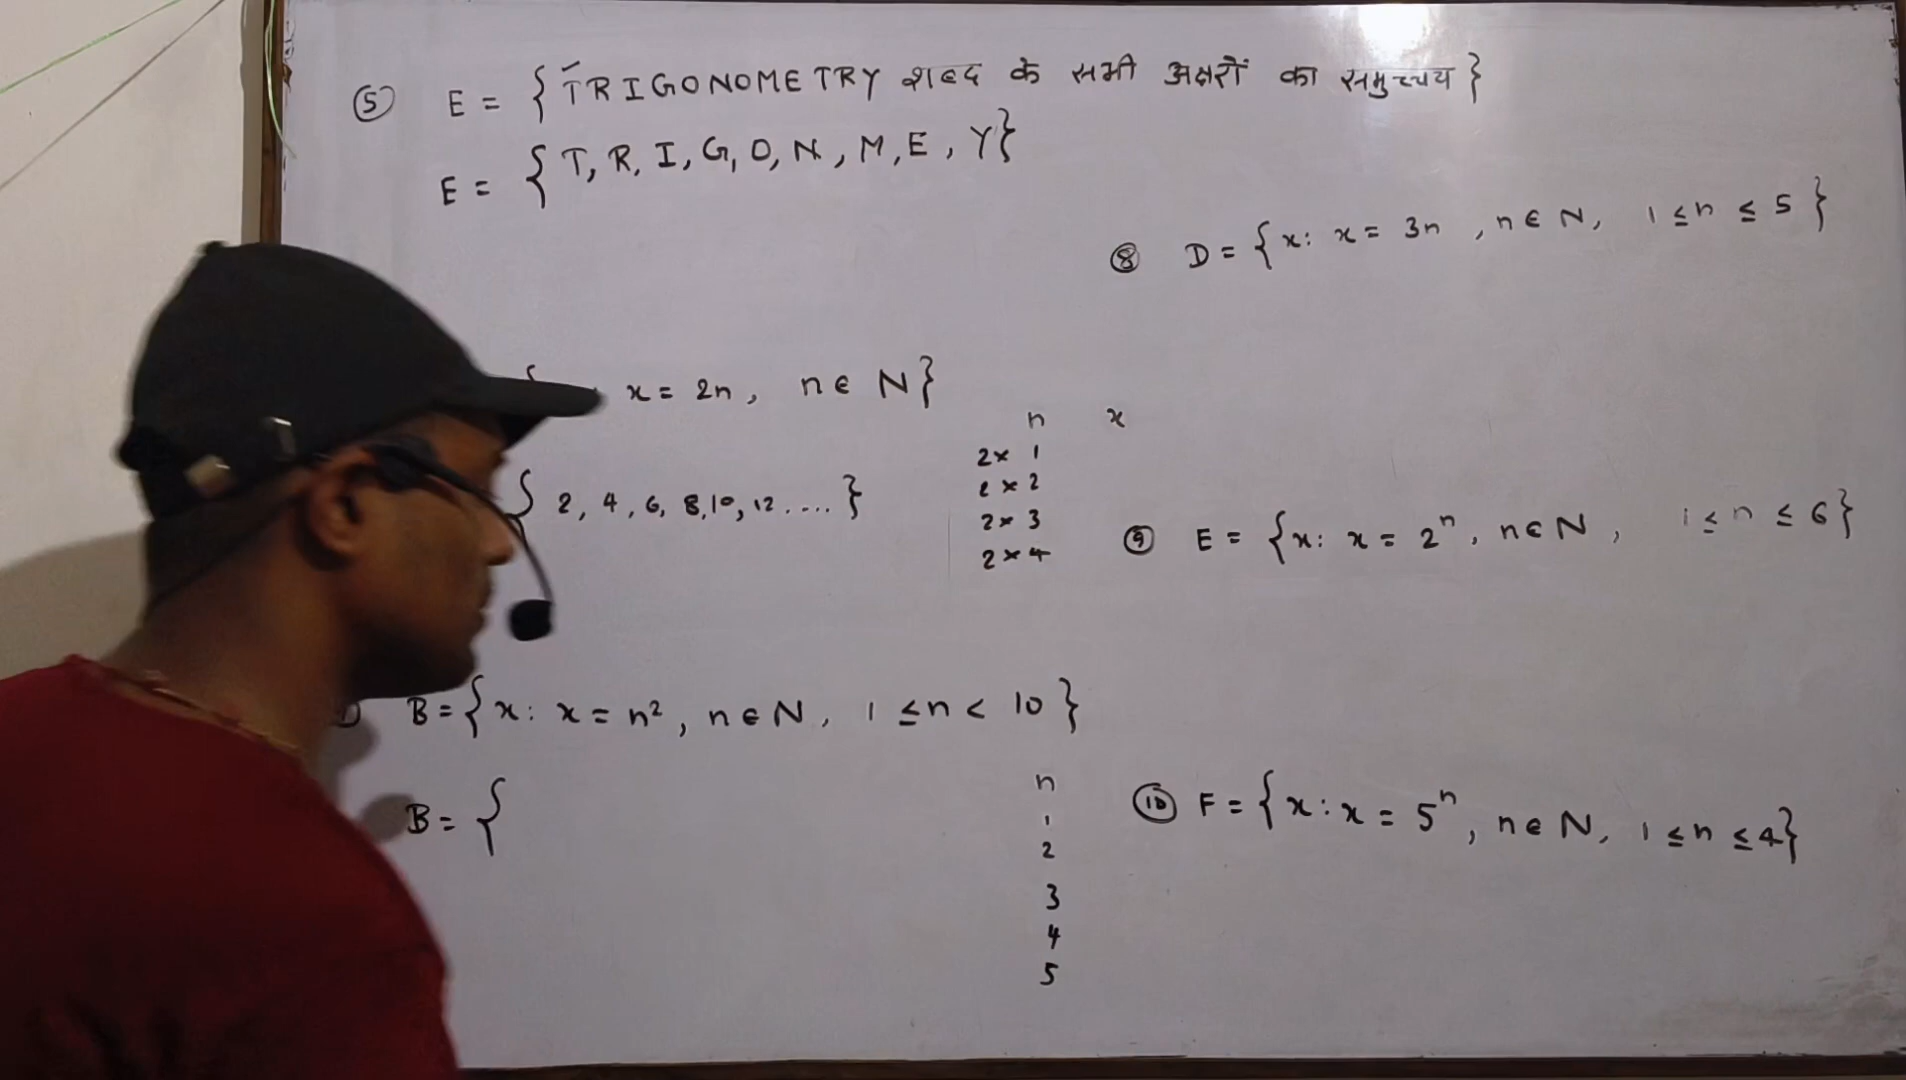 ⑤ E = {TRIGONOMETRY शब्द के सभी अक्षरों का समुच्चय}
E = {T, R, I, G, O, N, M, E, Y}
x = 2n, n ∈ N}
{2, 4, 6, 8, 10, 12 ....}
n x
2× 1
2 × 2
2× 3
2 × 4
B = {x: x = n², n ∈ N, 1 ≤ n < 10}
B = {
n
1
2
3
4
5
⑧ D = {x: x = 3n, n ∈ N, 1 ≤ n ≤ 5}
⑨ E = {x: x = 2ⁿ, n ∈ N, 1 ≤ n ≤ 6}
⑩ F = {x: x = 5ⁿ, n ∈ N, 1 ≤ n ≤ 4}